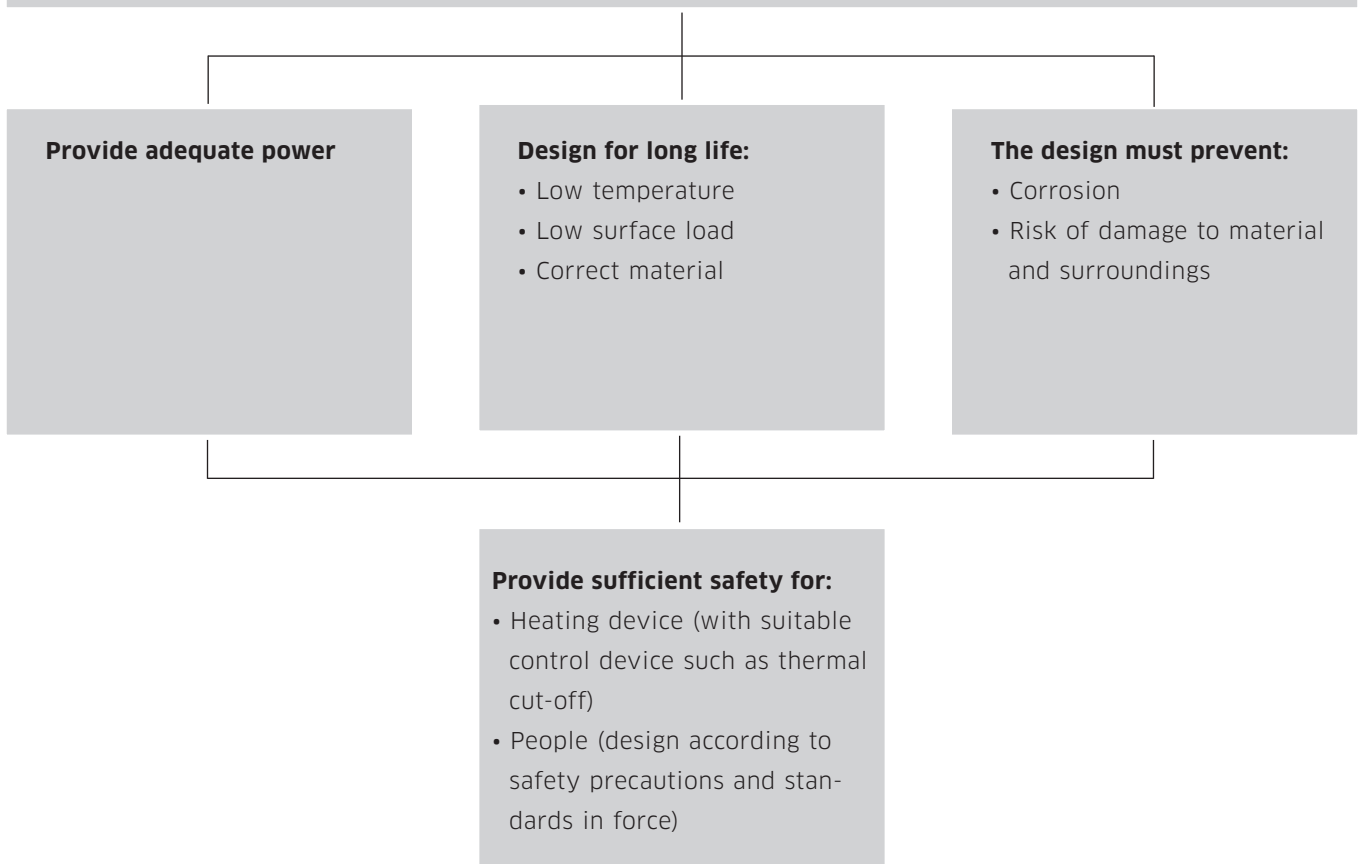 Provide adequate power
Design for long life:
• Low temperature
• Low surface load
• Correct material
The design must prevent:
• Corrosion
• Risk of damage to material
and surroundings
Provide sufficient safety for:
• Heating device (with suitable
control device such as thermal
cut-off)
• People (design according to
safety precautions and stan-
dards in force)